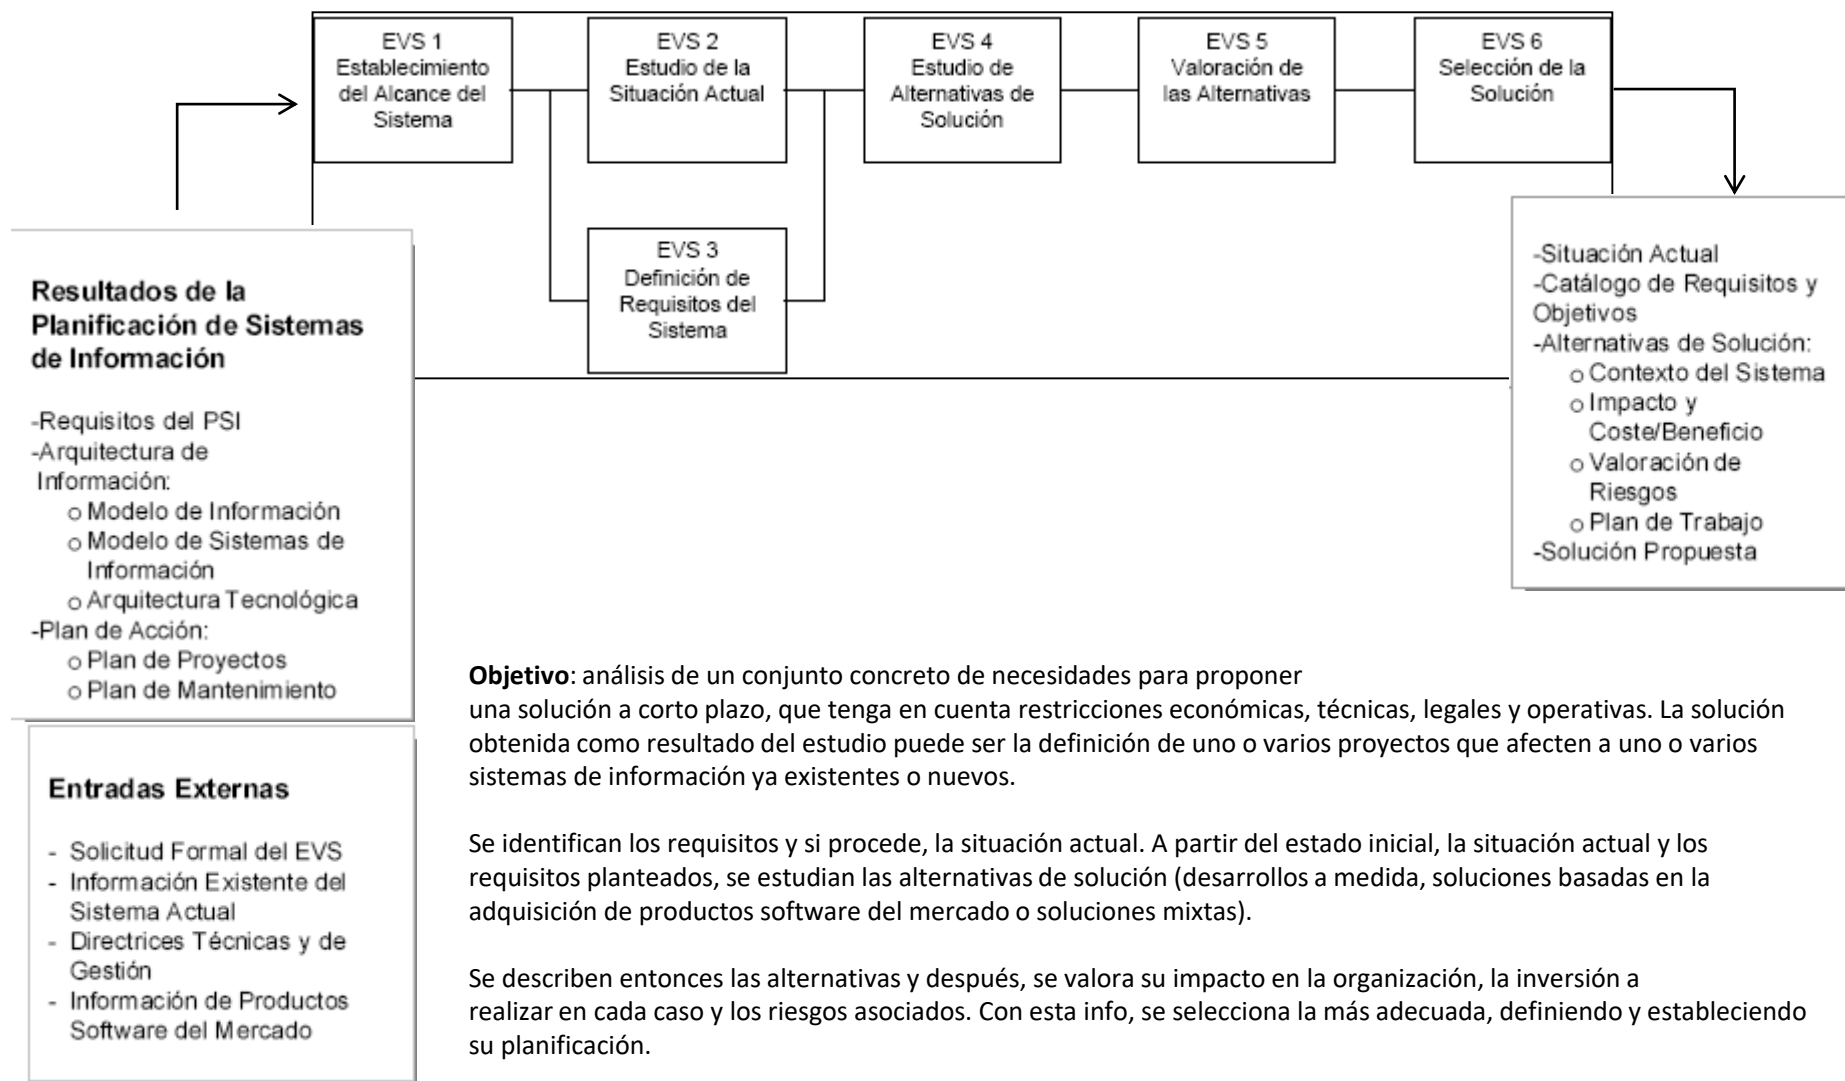 EVS 1
Establecimiento
del Alcance del
Sistema
EVS 2
Estudio de la
Situación Actual
EVS 4
Estudio de
Alternativas de
Solución
EVS 5
Valoración de
las Alternativas
EVS 6
Selección de la
Solución
EVS 3
Definición de
Requisitos del
Sistema
Resultados de la
Planificación de Sistemas
de Información
-Requisitos del PSI
-Arquitectura de
Información:
o Modelo de Información
o Modelo de Sistemas de
Información
o Arquitectura Tecnológica
-Plan de Acción:
o Plan de Proyectos
o Plan de Mantenimiento
Entradas Externas
- Solicitud Formal del EVS
- Información Existente del
Sistema Actual
- Directrices Técnicas y de
Gestión
- Información de Productos
Software del Mercado
-Situación Actual
-Catálogo de Requisitos y
Objetivos
-Alternativas de Solución:
o Contexto del Sistema
o Impacto y
Coste/Beneficio
o Valoración de
Riesgos
o Plan de Trabajo
-Solución Propuesta
Objetivo: análisis de un conjunto concreto de necesidades para proponer
una solución a corto plazo, que tenga en cuenta restricciones económicas, técnicas, legales y operativas. La solución
obtenida como resultado del estudio puede ser la definición de uno o varios proyectos que afecten a uno o varios
sistemas de información ya existentes o nuevos.
Se identifican los requisitos y si procede, la situación actual. A partir del estado inicial, la situación actual y los
requisitos planteados, se estudian las alternativas de solución (desarrollos a medida, soluciones basadas en la
adquisición de productos software del mercado o soluciones mixtas).
Se describen entonces las alternativas y después, se valora su impacto en la organización, la inversión a
realizar en cada caso y los riesgos asociados. Con esta info, se selecciona la más adecuada, definiendo y estableciendo
su planificación.